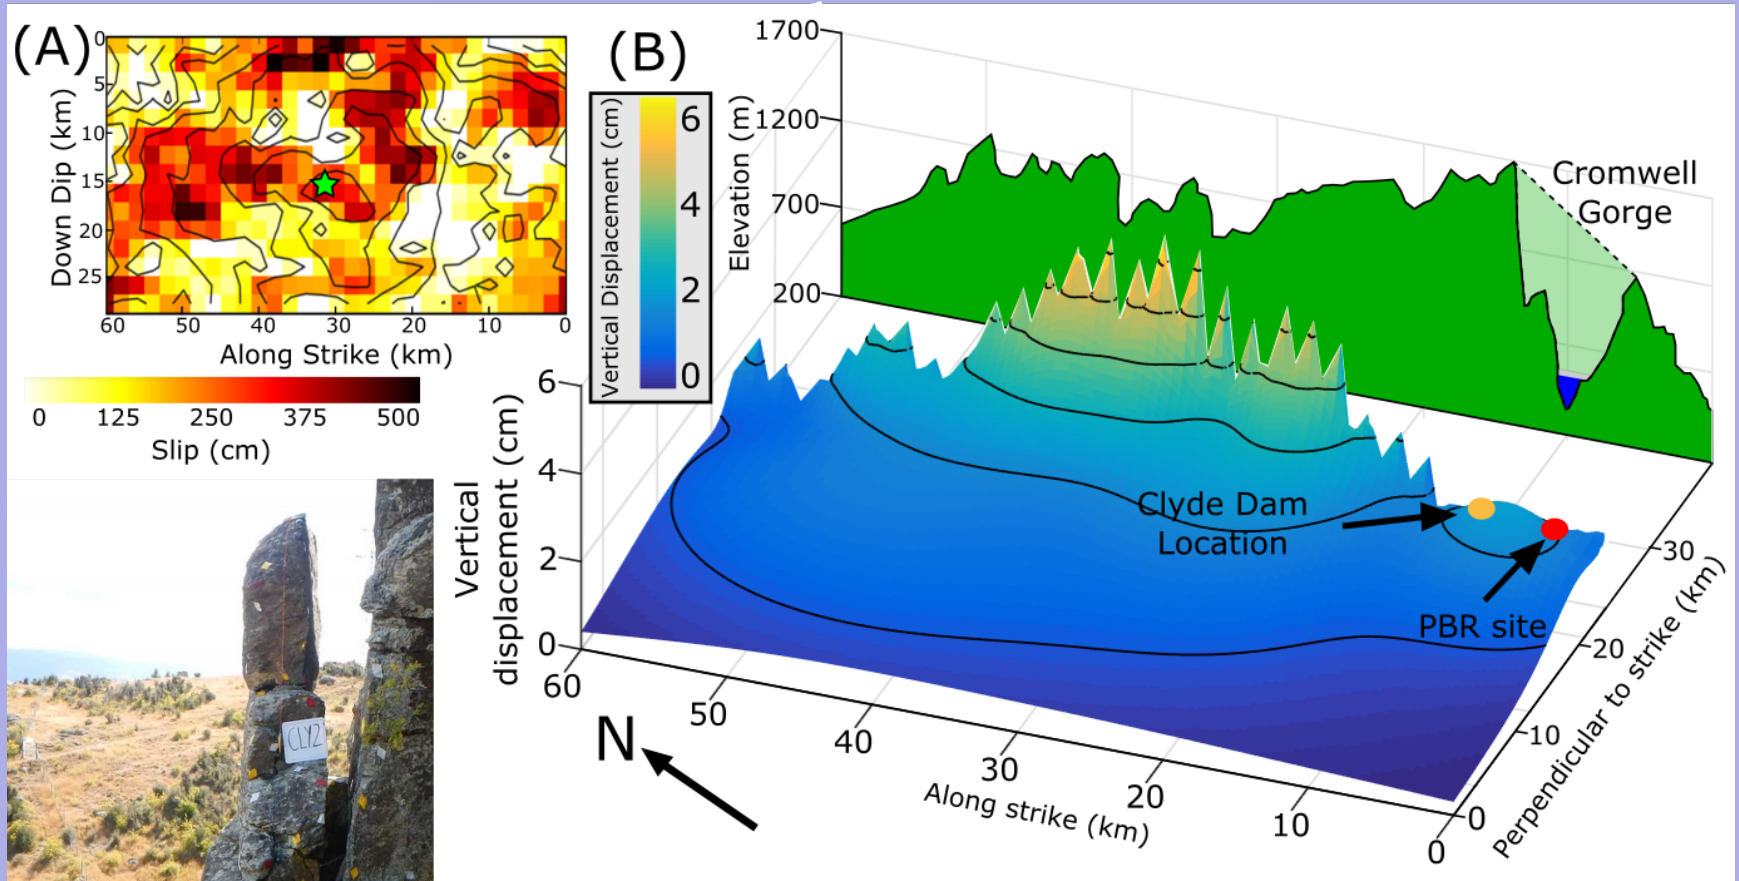 (A)
0
5
10
15
20
25
Down Dip (km)
60 50 40 30 20 10 0
Along Strike (km)
0 125 250 375 500
Slip (cm)
CLY2
(B)
Vertical Displacement (cm)
6
4
2
0
Elevation (m)
1700
1200
700
200
Cromwell
Gorge
Vertical
displacement (cm)
6
4
2
0
Clyde Dam
Location
PBR site
N
60
50
40
30
20
10
0
Along strike (km)
30
20
10
0
Perpendicular to strike (km)